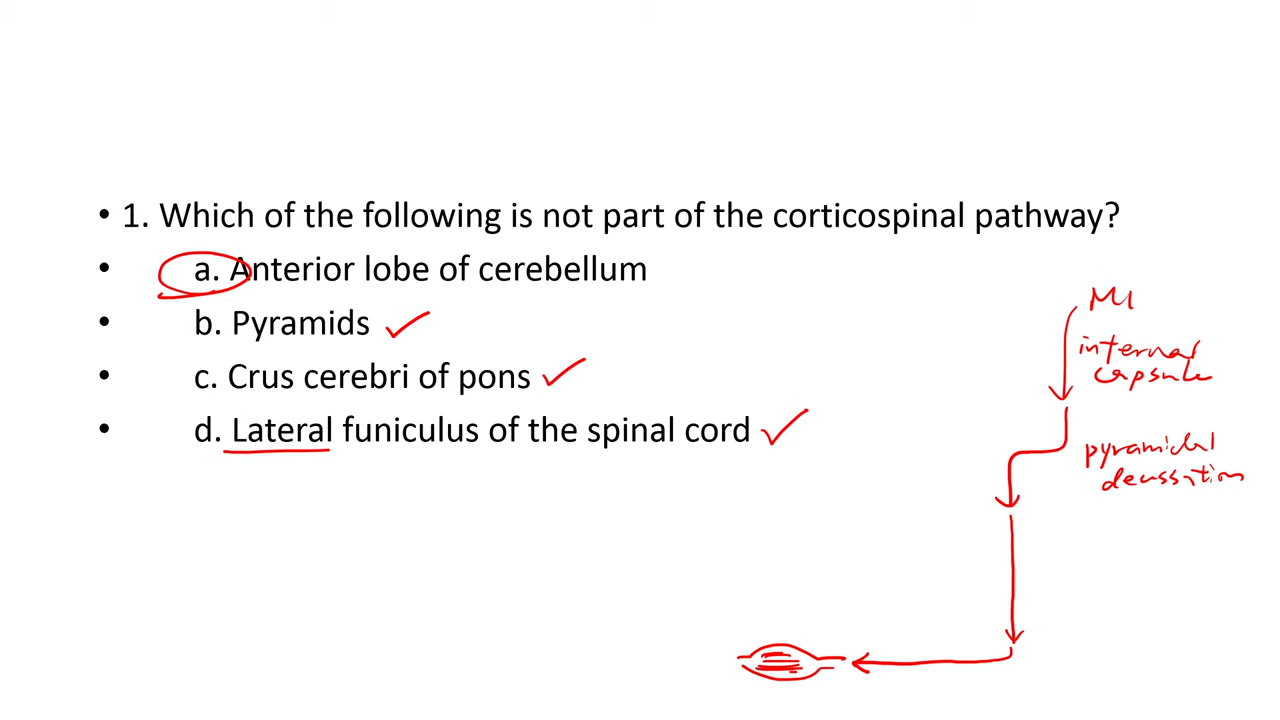 • 1. Which of the following is not part of the corticospinal pathway?
• a. Anterior lobe of cerebellum
• b. Pyramids
• c. Crus cerebri of pons
• d. Lateral funiculus of the spinal cord
M1
internal
capsule
pyramidal
decussation